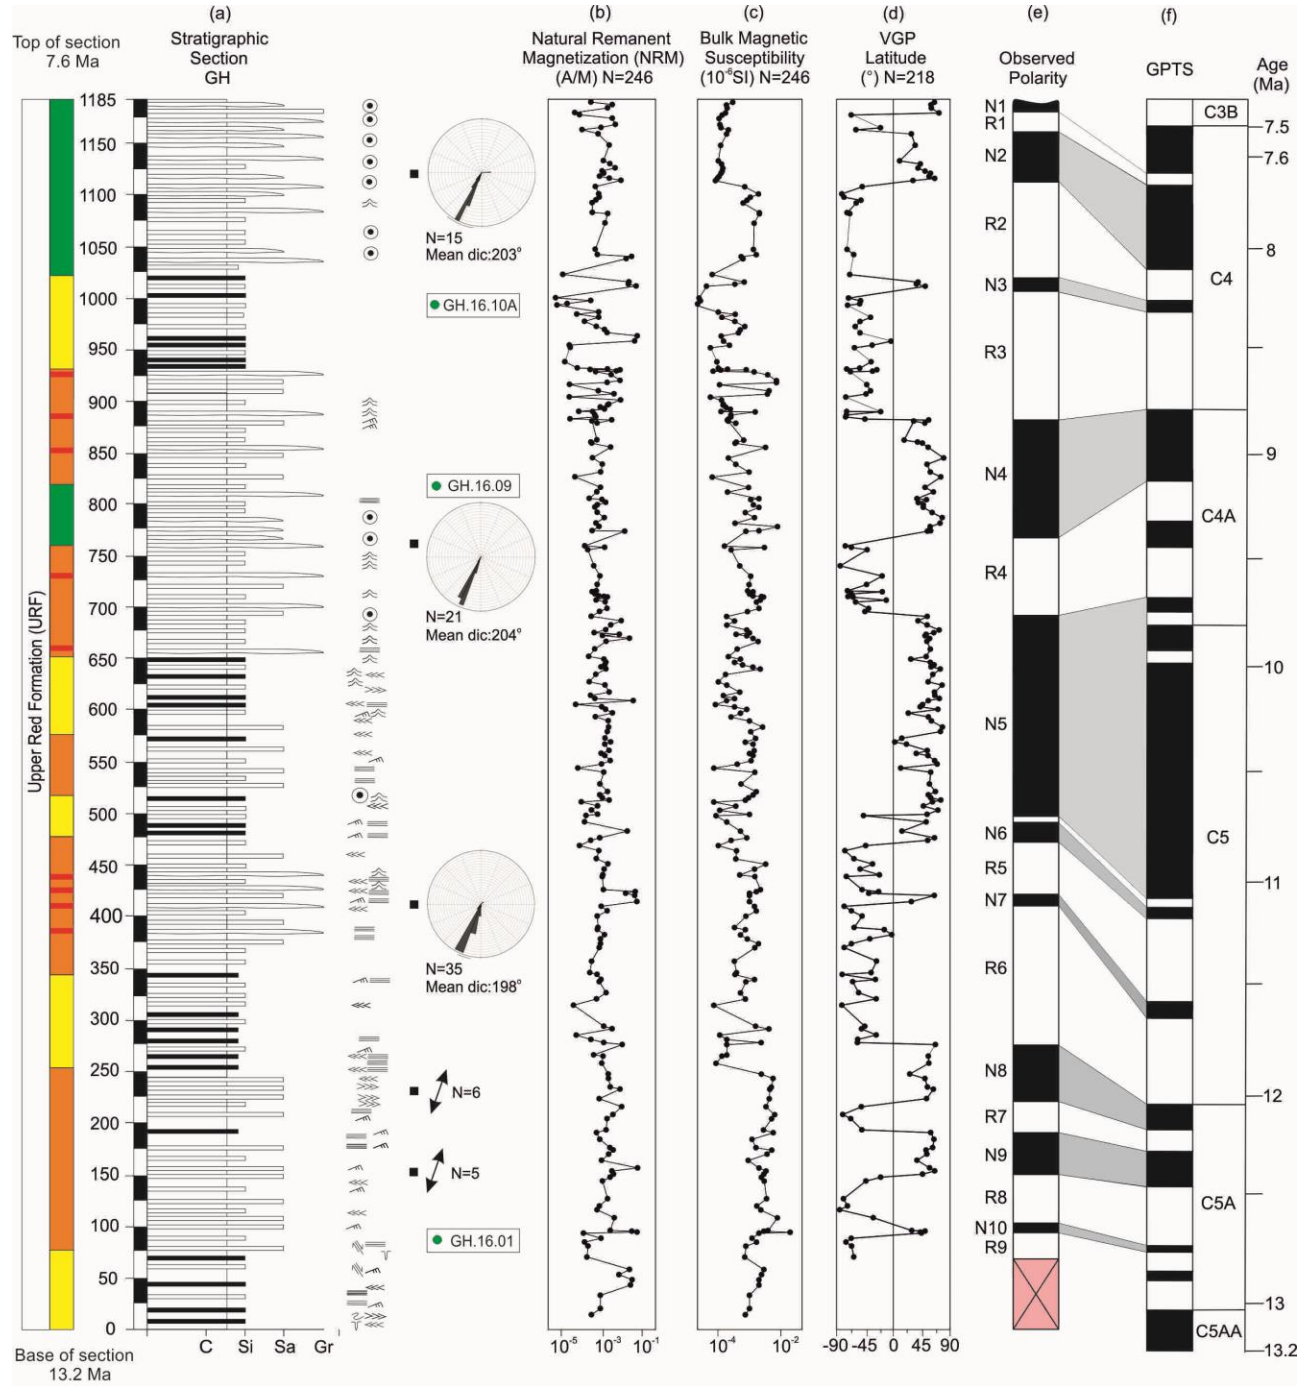 (a)
(b)
(c)
(d)
(e)
(f)
Top of section
7.6 Ma
Stratigraphic
Section
GH
Natural Remanent
Magnetization (NRM)
(A/M) N=246
Bulk Magnetic
Susceptibility
(10⁻⁶SI) N=246
VGP
Latitude
(°) N=218
Observed
Polarity
GPTS
Age
(Ma)
Upper Red Formation (URF)
1185
1150
1100
1050
1000
950
900
850
800
750
700
650
600
550
500
450
400
350
300
250
200
150
100
50
0
C
Si
Sa
Gr
Base of section
13.2 Ma
N=15
Mean dic:203°
GH.16.10A
GH.16.09
N=21
Mean dic:204°
N=35
Mean dic:198°
N=6
N=5
GH.16.01
10⁻⁵
10⁻³
10⁻¹
10⁻⁴
10⁻²
-90
-45
0
45
90
N1
R1
N2
R2
N3
R3
N4
R4
N5
N6
R5
N7
R6
N8
R7
N9
R8
N10
R9
C3B
C4
C4A
C5
C5A
C5AA
7.5
7.6
8
9
10
11
12
13
13.2